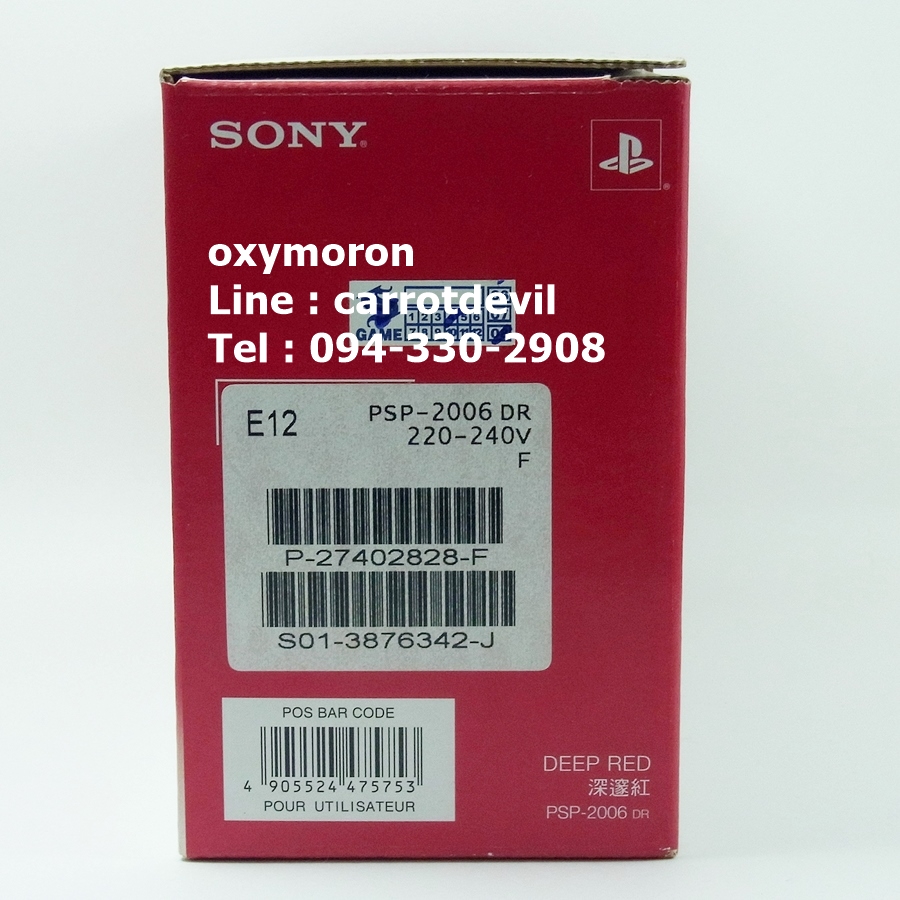 SONY®
oxymoron
Line : carrotdevil
Tel : 094-330-2908
GAME
E12
PSP-2006 DR
220-240V
F
P-27402828-F
S01-3876342-J
POS BAR CODE
4 905524 475753
POUR UTILISATEUR
DEEP RED
深邃紅
PSP-2006 DR